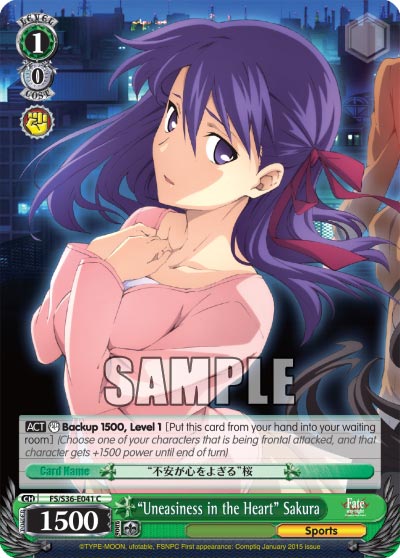 LEVEL
1
0
COST
SAMPLE
ACT Backup 1500, Level 1 [Put this card from your hand into your waiting
room] (Choose one of your characters that is being frontal attacked, and that
character gets +1500 power until end of turn)
Card Name
“不安が心をよぎる”桜
CH FS/S36-E041 C
1500
“Uneasiness in the Heart” Sakura
Fate
Sports
©TYPE-MOON, ufotable, FSNPC First appearance: Comptiq January 2015 issue